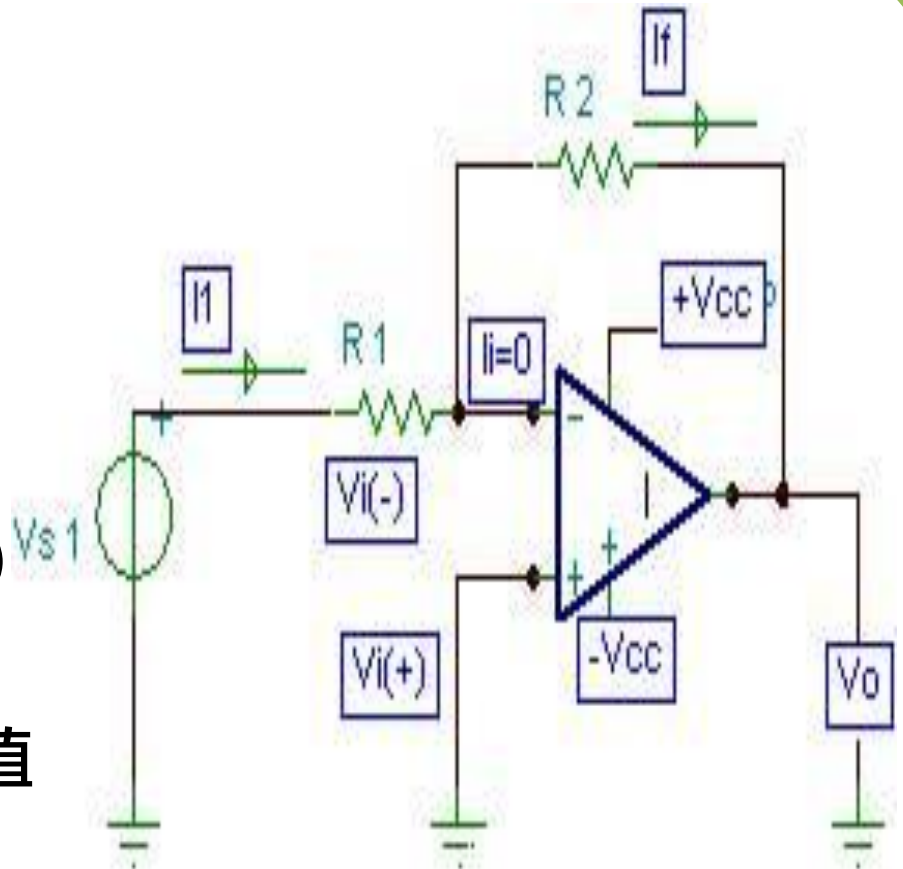 If
R 2
I1
+Vcc
R 1
Ii=0
-
Vi(-)
Vs 1
)
+
+
+
Vi(+)
-Vcc
Vo
值